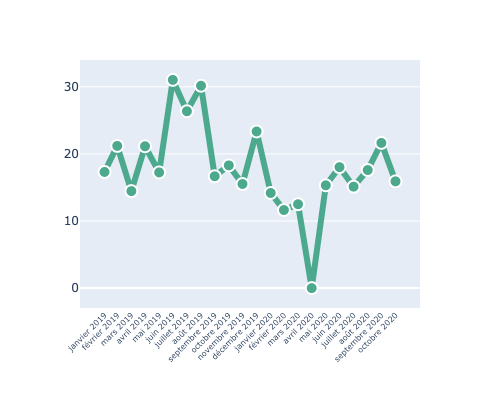 30
20
10
0
janvier 2019
février 2019
mars 2019
avril 2019
mai 2019
juin 2019
juillet 2019
août 2019
septembre 2019
octobre 2019
novembre 2019
décembre 2019
janvier 2020
février 2020
mars 2020
avril 2020
mai 2020
juin 2020
juillet 2020
août 2020
septembre 2020
octobre 2020